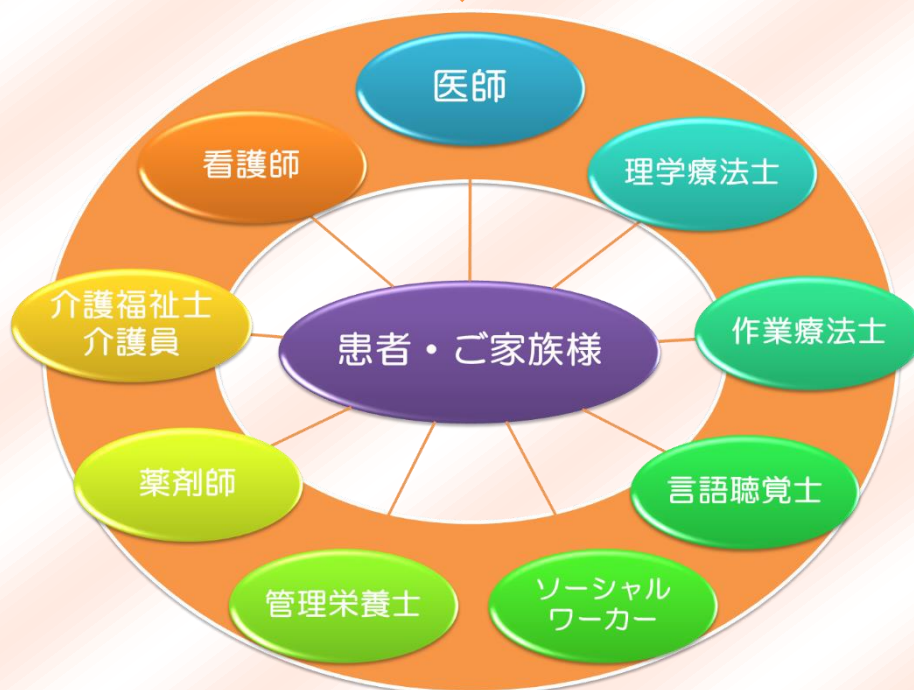 医師
看護師
理学療法士
介護福祉士
介護員
患者・ご家族様
作業療法士
薬剤師
言語聴覚士
管理栄養士
ソーシャル
ワーカー